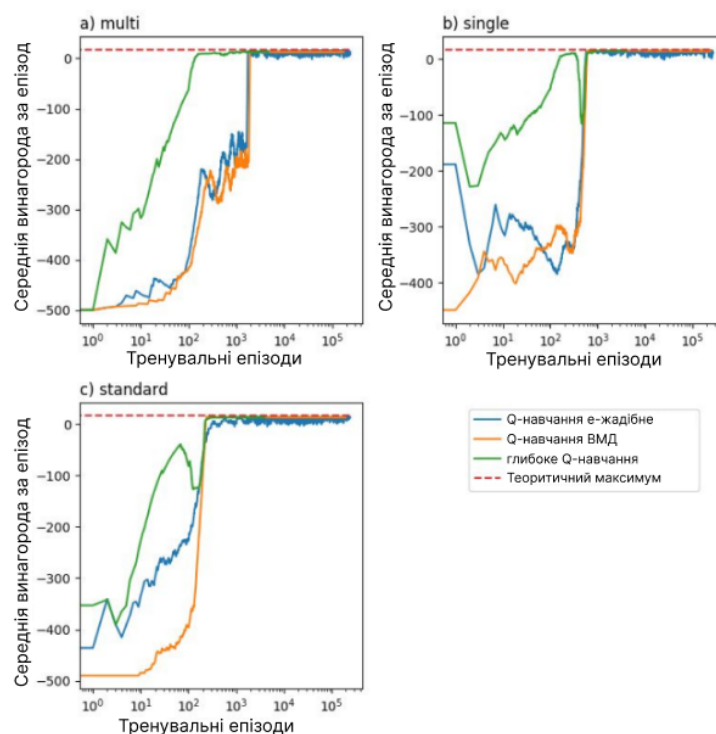 a) multi
0
−100
−200
−300
−400
−500
10⁰ 10¹ 10² 10³ 10⁴ 10⁵
Середнія винагорода за епізод
Тренувальні епізоди
b) single
0
−100
−200
−300
−400
10⁰ 10¹ 10² 10³ 10⁴ 10⁵
Середнія винагорода за епізод
Тренувальні епізоди
c) standard
0
−100
−200
−300
−400
−500
10⁰ 10¹ 10² 10³ 10⁴ 10⁵
Середнія винагорода за епізод
Тренувальні епізоди
Q-навчання e-жадібне
Q-навчання ВМД
глибоке Q-навчання
Теоритичний максимум